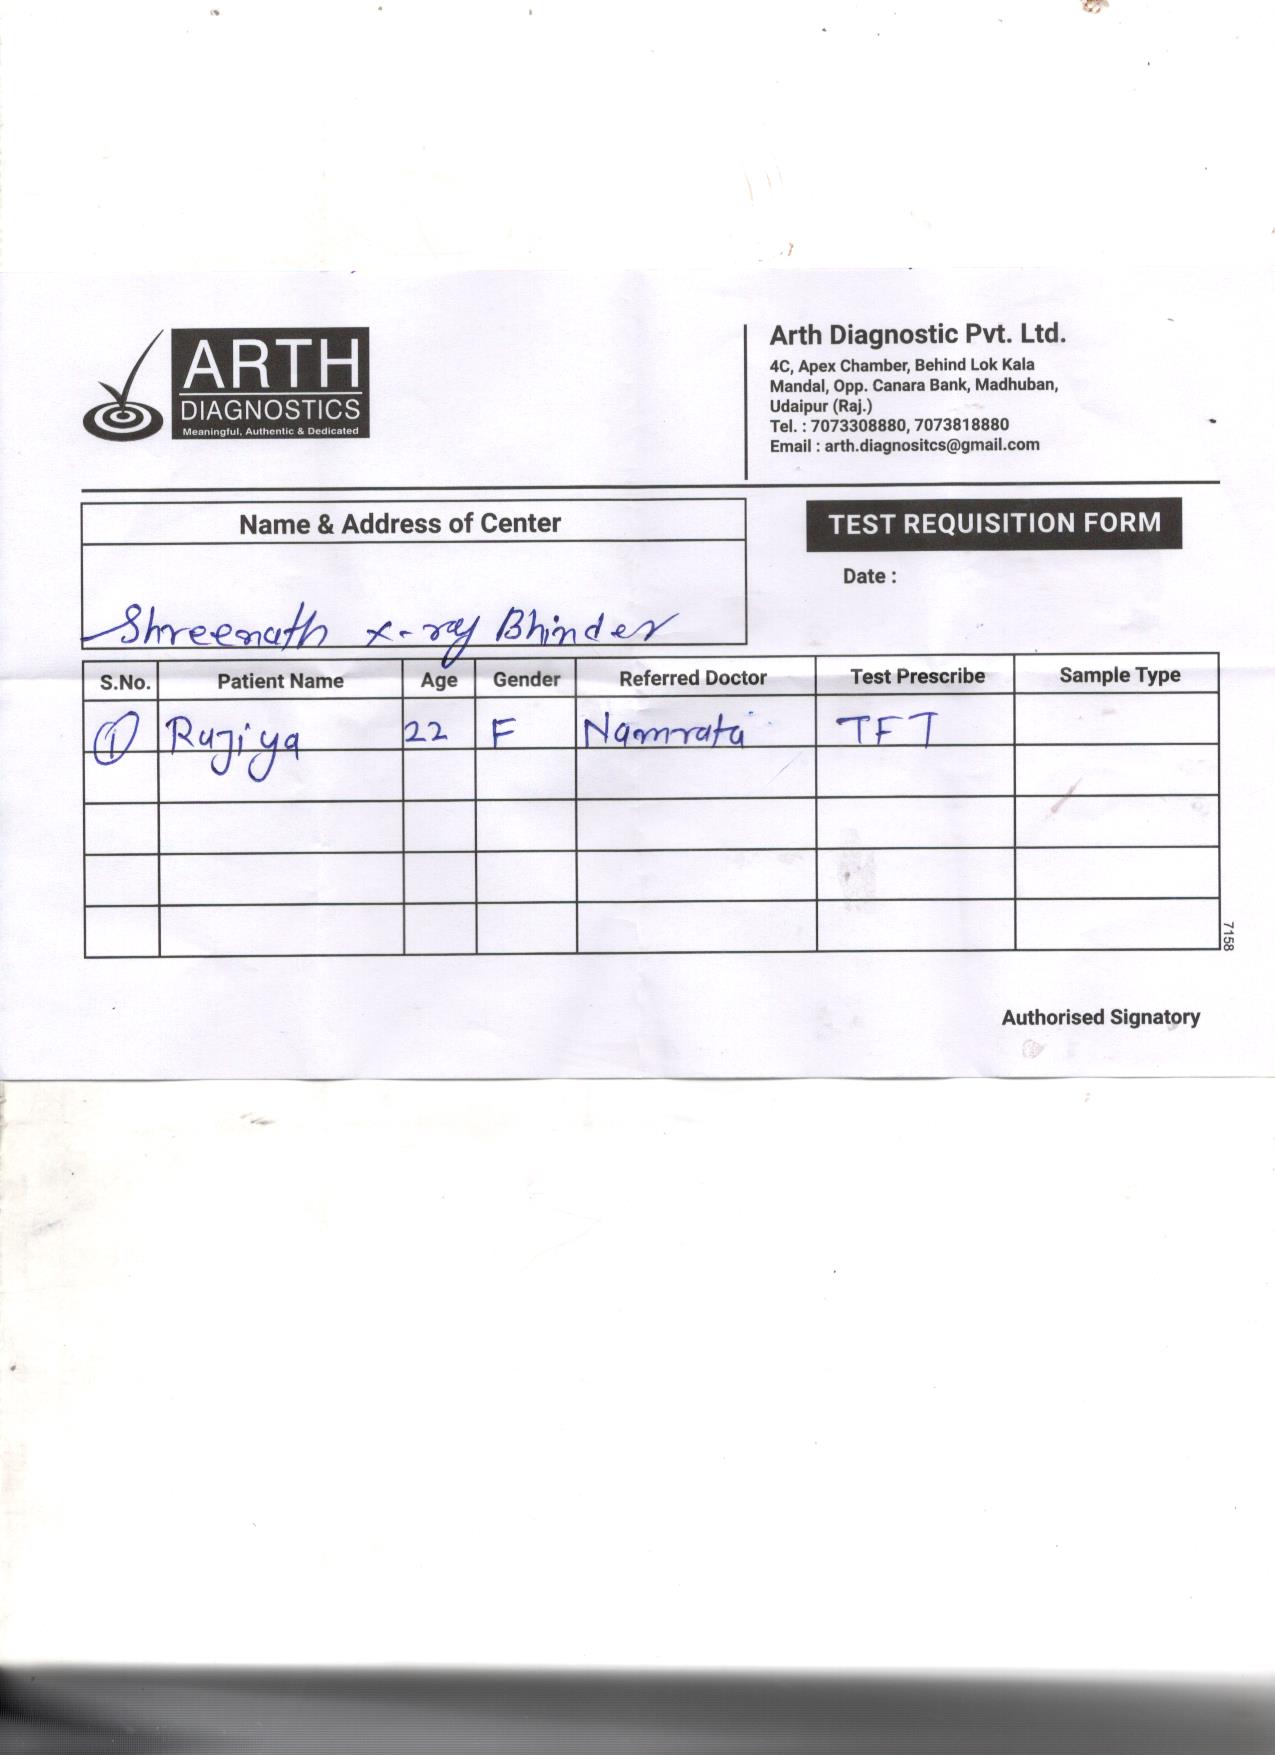 ARTH
DIAGNOSTICS
Meaningful, Authentic & Dedicated
Arth Diagnostic Pvt. Ltd.
4C, Apex Chamber, Behind Lok Kala
Mandal, Opp. Canara Bank, Madhuban,
Udaipur (Raj.)
Tel. : 7073308880, 7073818880
Email : arth.diagnositcs@gmail.com
Name & Address of Center
TEST REQUISITION FORM
Date :
Shreenath x-ray Bhinder
S.No. Patient Name Age Gender Referred Doctor Test Prescribe Sample Type
1 Rujiya 22 F Namrata TFT
7158
Authorised Signatory